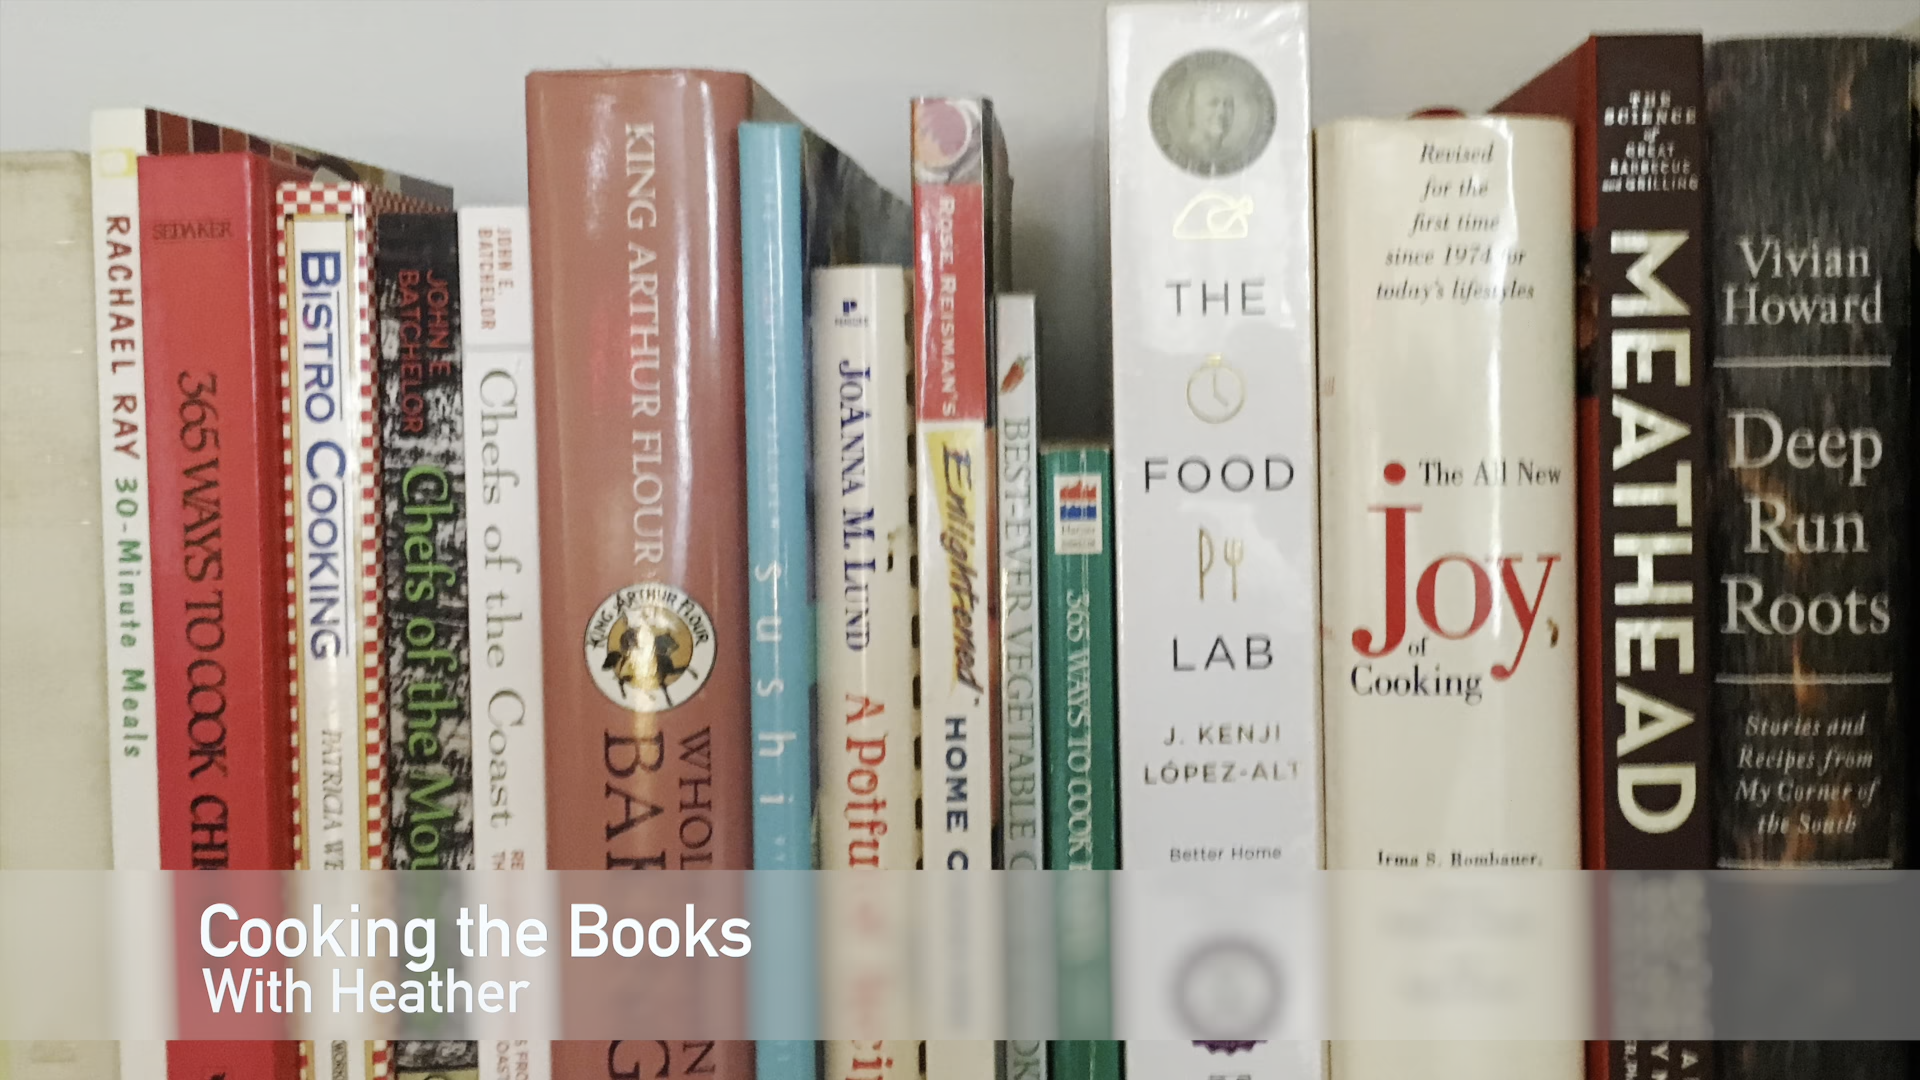 RACHAEL RAY 30-Minute Meals
SEDAKER
365 WAYS TO COOK
BISTRO COOKING
PATRICIA
JOHN E.
BATCHELOR
Chefs of the
JOHN E.
BATCHELOR
Chefs of the Coast
KING ARTHUR FLOUR
KING ARTHUR FLOUR
sushi
JOANNA M. LUND
A Potful
ROSE REISMAN'S
Enlightened
HOME
BEST-EVER VEGETABLE
365 WAYS TO COOK
THE
FOOD
LAB
J. KENJI
LÓPEZ-ALT
Better Home
Revised
for the
first time
since 1974 for
today's lifestyles
The All New
Joy
of
Cooking
Irma S. Rombauer,
THE
SCIENCE
of
GREAT
BARBECUE
and GRILLING
MEATHEAD
Vivian
Howard
Deep
Run
Roots
Stories and
Recipes from
My Corner of
the South
Cooking the Books
With Heather